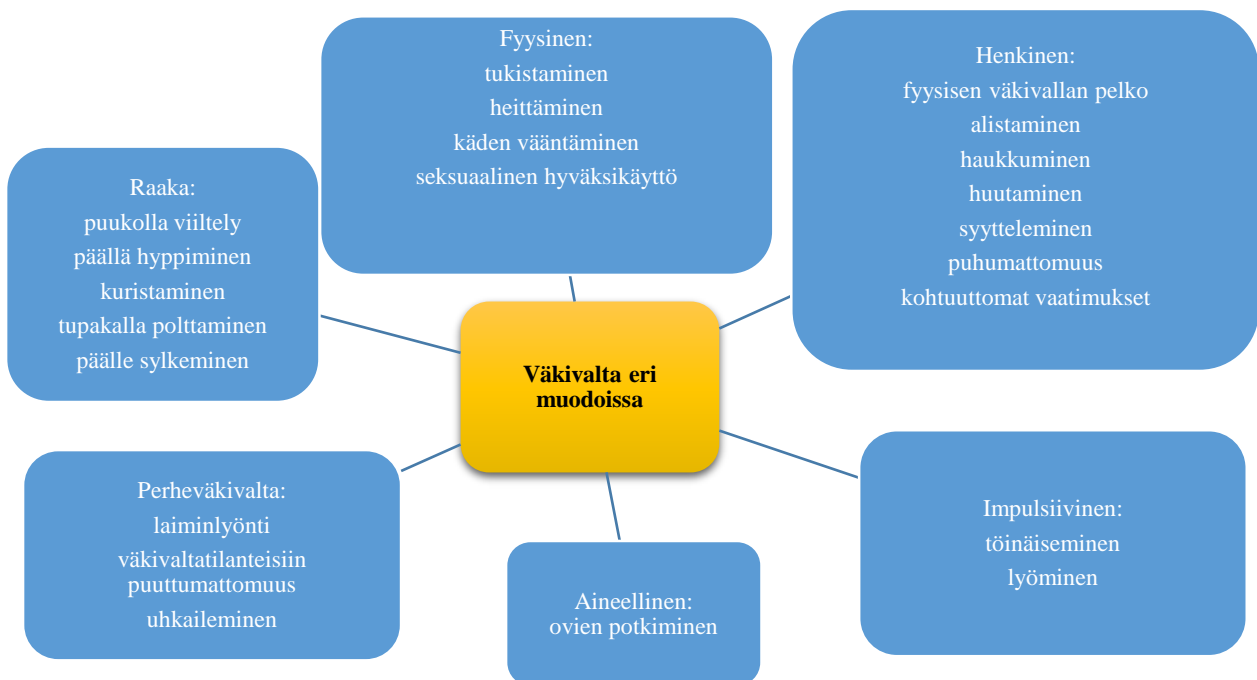 Fyysinen:
tukistaminen
heittäminen
käden vääntäminen
seksuaalinen hyväksikäyttö
Henkinen:
fyysisen väkivallan pelko
alistaminen
haukkuminen
huutaminen
syytteleminen
puhumattomuus
kohtuuttomat vaatimukset
Raaka:
puukolla viiltely
päällä hyppiminen
kuristaminen
tupakalla polttaminen
päälle sylkeminen
Väkivalta eri
muodoissa
Perheväkivalta:
laiminlyönti
väkivaltatilanteisiin
puuttumattomuus
uhkaileminen
Aineellinen:
ovien potkiminen
Impulsiivinen:
töinäiseminen
lyöminen